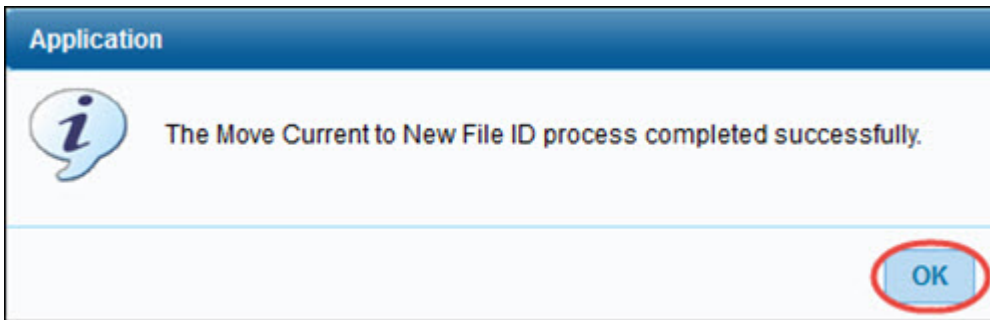 Application
The Move Current to New File ID process completed successfully.
OK